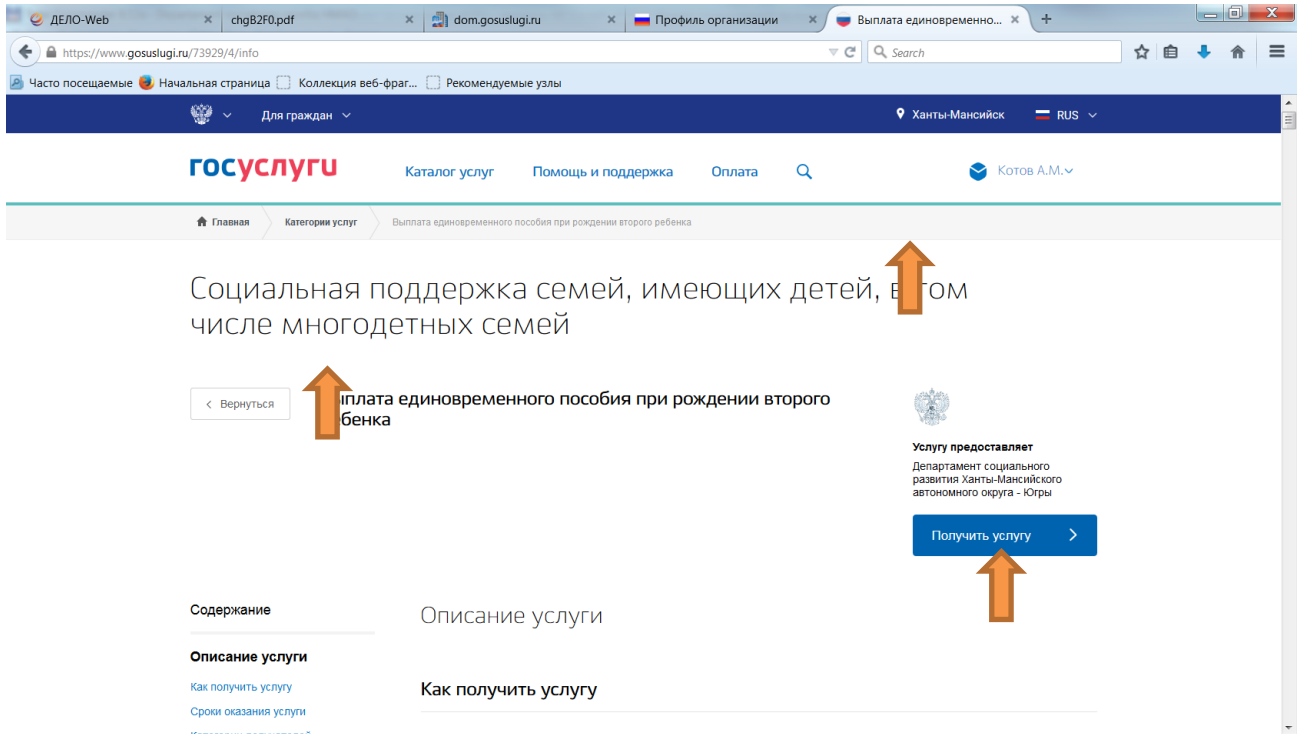 ДЕЛО-Web
chgB2F0.pdf
dom.gosuslugi.ru
Профиль организации
Выплата единовременно...
https://www.gosuslugi.ru/73929/4/info
Search
Часто посещаемые
Начальная страница
Коллекция веб-фраг...
Рекомендуемые узлы
Для граждан
Ханты-Мансийск
RUS
госуслуги
Каталог услуг
Помощь и поддержка
Оплата
Котов А.М.
Главная
Категории услуг
Выплата единовременного пособия при рождении второго ребенка
Социальная поддержка семей, имеющих детей, в том
числе многодетных семей
Вернуться
ыплата единовременного пособия при рождении второго
ебенка
Услугу предоставляет
Департамент социального
развития Ханты-Мансийского
автономного округа - Югры
Получить услугу
Содержание
Описание услуги
Как получить услугу
Сроки оказания услуги
Описание услуги
Как получить услугу